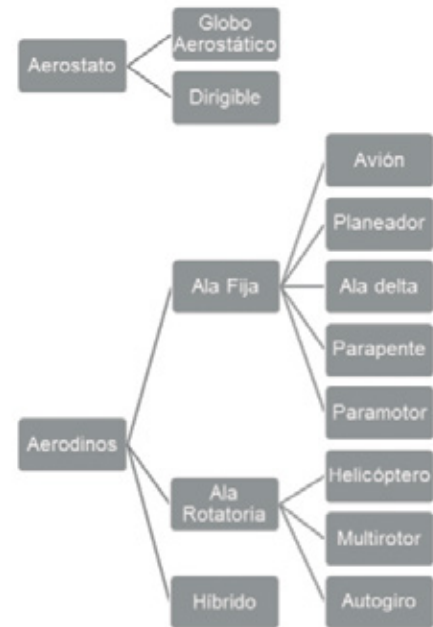 Globo
Aerostático
Aerostato
Dirigible
Avión
Planeador
Ala Fija
Ala delta
Parapente
Paramotor
Aerodinos
Helicóptero
Ala
Rotatoria
Multirotor
Híbrido
Autogiro